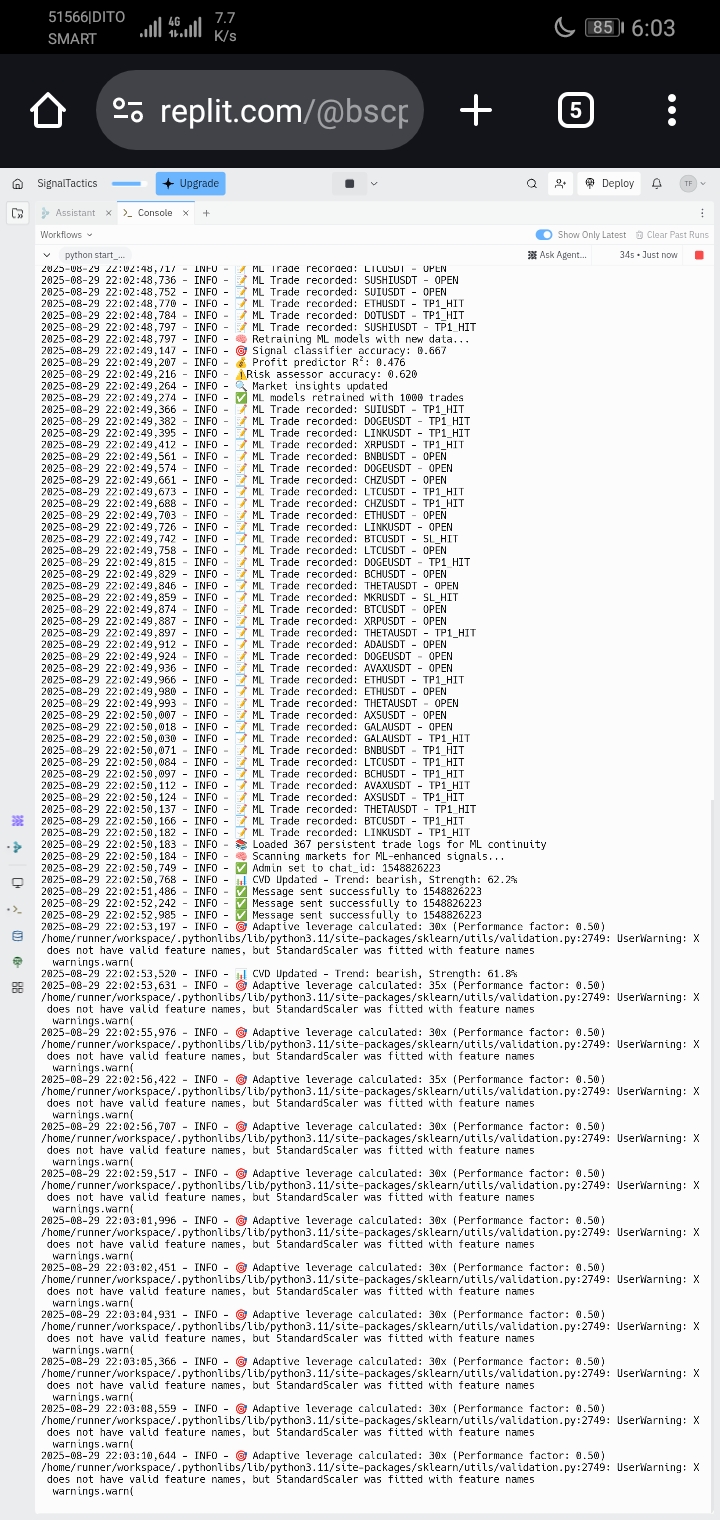 51566|DITO
SMART
4G
7.7
K/s
85
6:03
replit.com/@bscp
5
SignalTactics
Upgrade
Deploy
TF
Assistant
Console
Workflows
Show Only Latest
Clear Past Runs
python start_...
Ask Agent...
34s • Just now
2025-08-29 22:02:48,717 - INFO - 📝 ML Trade recorded: LTCUSDT - OPEN
2025-08-29 22:02:48,736 - INFO - 📝 ML Trade recorded: SUSHIUSDT - OPEN
2025-08-29 22:02:48,752 - INFO - 📝 ML Trade recorded: SUIUSDT - OPEN
2025-08-29 22:02:48,770 - INFO - 📝 ML Trade recorded: ETHUSDT - TP1_HIT
2025-08-29 22:02:48,784 - INFO - 📝 ML Trade recorded: DOTUSDT - TP1_HIT
2025-08-29 22:02:48,797 - INFO - 📝 ML Trade recorded: SUSHIUSDT - TP1_HIT
2025-08-29 22:02:48,797 - INFO - 🧠 Retraining ML models with new data...
2025-08-29 22:02:49,147 - INFO - 🎯 Signal classifier accuracy: 0.667
2025-08-29 22:02:49,207 - INFO - 💰 Profit predictor R²: 0.476
2025-08-29 22:02:49,216 - INFO - ⚠️Risk assessor accuracy: 0.620
2025-08-29 22:02:49,264 - INFO - 🔍 Market insights updated
2025-08-29 22:02:49,274 - INFO - ✅ ML models retrained with 1000 trades
2025-08-29 22:02:49,366 - INFO - 📝 ML Trade recorded: SUIUSDT - TP1_HIT
2025-08-29 22:02:49,382 - INFO - 📝 ML Trade recorded: DOGEUSDT - TP1_HIT
2025-08-29 22:02:49,395 - INFO - 📝 ML Trade recorded: LINKUSDT - TP1_HIT
2025-08-29 22:02:49,412 - INFO - 📝 ML Trade recorded: XRPUSDT - TP1_HIT
2025-08-29 22:02:49,561 - INFO - 📝 ML Trade recorded: BNBUSDT - OPEN
2025-08-29 22:02:49,574 - INFO - 📝 ML Trade recorded: DOGEUSDT - OPEN
2025-08-29 22:02:49,661 - INFO - 📝 ML Trade recorded: CHZUSDT - OPEN
2025-08-29 22:02:49,673 - INFO - 📝 ML Trade recorded: LTCUSDT - TP1_HIT
2025-08-29 22:02:49,688 - INFO - 📝 ML Trade recorded: CHZUSDT - TP1_HIT
2025-08-29 22:02:49,703 - INFO - 📝 ML Trade recorded: ETHUSDT - OPEN
2025-08-29 22:02:49,726 - INFO - 📝 ML Trade recorded: LINKUSDT - OPEN
2025-08-29 22:02:49,742 - INFO - 📝 ML Trade recorded: BTCUSDT - SL_HIT
2025-08-29 22:02:49,758 - INFO - 📝 ML Trade recorded: LTCUSDT - OPEN
2025-08-29 22:02:49,815 - INFO - 📝 ML Trade recorded: DOGEUSDT - TP1_HIT
2025-08-29 22:02:49,829 - INFO - 📝 ML Trade recorded: BCHUSDT - OPEN
2025-08-29 22:02:49,846 - INFO - 📝 ML Trade recorded: THETAUSDT - OPEN
2025-08-29 22:02:49,859 - INFO - 📝 ML Trade recorded: MKRUSDT - SL_HIT
2025-08-29 22:02:49,874 - INFO - 📝 ML Trade recorded: BTCUSDT - OPEN
2025-08-29 22:02:49,887 - INFO - 📝 ML Trade recorded: XRPUSDT - OPEN
2025-08-29 22:02:49,897 - INFO - 📝 ML Trade recorded: THETAUSDT - TP1_HIT
2025-08-29 22:02:49,912 - INFO - 📝 ML Trade recorded: ADAUSDT - OPEN
2025-08-29 22:02:49,924 - INFO - 📝 ML Trade recorded: DOGEUSDT - OPEN
2025-08-29 22:02:49,936 - INFO - 📝 ML Trade recorded: AVAXUSDT - OPEN
2025-08-29 22:02:49,966 - INFO - 📝 ML Trade recorded: ETHUSDT - TP1_HIT
2025-08-29 22:02:49,980 - INFO - 📝 ML Trade recorded: ETHUSDT - OPEN
2025-08-29 22:02:49,993 - INFO - 📝 ML Trade recorded: THETAUSDT - OPEN
2025-08-29 22:02:50,007 - INFO - 📝 ML Trade recorded: AXSUSDT - OPEN
2025-08-29 22:02:50,018 - INFO - 📝 ML Trade recorded: GALAUSDT - OPEN
2025-08-29 22:02:50,030 - INFO - 📝 ML Trade recorded: GALAUSDT - TP1_HIT
2025-08-29 22:02:50,071 - INFO - 📝 ML Trade recorded: BNBUSDT - TP1_HIT
2025-08-29 22:02:50,084 - INFO - 📝 ML Trade recorded: LTCUSDT - TP1_HIT
2025-08-29 22:02:50,097 - INFO - 📝 ML Trade recorded: BCHUSDT - TP1_HIT
2025-08-29 22:02:50,112 - INFO - 📝 ML Trade recorded: AVAXUSDT - TP1_HIT
2025-08-29 22:02:50,124 - INFO - 📝 ML Trade recorded: AXSUSDT - TP1_HIT
2025-08-29 22:02:50,137 - INFO - 📝 ML Trade recorded: THETAUSDT - TP1_HIT
2025-08-29 22:02:50,166 - INFO - 📝 ML Trade recorded: BTCUSDT - TP1_HIT
2025-08-29 22:02:50,182 - INFO - 📝 ML Trade recorded: LINKUSDT - TP1_HIT
2025-08-29 22:02:50,183 - INFO - 📚 Loaded 367 persistent trade logs for ML continuity
2025-08-29 22:02:50,184 - INFO - 🧠 Scanning markets for ML-enhanced signals...
2025-08-29 22:02:50,749 - INFO - ✅ Admin set to chat_id: 1548826223
2025-08-29 22:02:50,768 - INFO - 📊 CVD Updated - Trend: bearish, Strength: 62.2%
2025-08-29 22:02:51,486 - INFO - ✅ Message sent successfully to 1548826223
2025-08-29 22:02:52,242 - INFO - ✅ Message sent successfully to 1548826223
2025-08-29 22:02:52,985 - INFO - ✅ Message sent successfully to 1548826223
2025-08-29 22:02:53,197 - INFO - 🎯 Adaptive leverage calculated: 30x (Performance factor: 0.50)
/home/runner/workspace/.pythonlibs/lib/python3.11/site-packages/sklearn/utils/validation.py:2749: UserWarning: X
does not have valid feature names, but StandardScaler was fitted with feature names
warnings.warn(
2025-08-29 22:02:53,520 - INFO - 📊 CVD Updated - Trend: bearish, Strength: 61.8%
2025-08-29 22:02:53,631 - INFO - 🎯 Adaptive leverage calculated: 35x (Performance factor: 0.50)
/home/runner/workspace/.pythonlibs/lib/python3.11/site-packages/sklearn/utils/validation.py:2749: UserWarning: X
does not have valid feature names, but StandardScaler was fitted with feature names
warnings.warn(
2025-08-29 22:02:55,976 - INFO - 🎯 Adaptive leverage calculated: 30x (Performance factor: 0.50)
/home/runner/workspace/.pythonlibs/lib/python3.11/site-packages/sklearn/utils/validation.py:2749: UserWarning: X
does not have valid feature names, but StandardScaler was fitted with feature names
warnings.warn(
2025-08-29 22:02:56,422 - INFO - 🎯 Adaptive leverage calculated: 35x (Performance factor: 0.50)
/home/runner/workspace/.pythonlibs/lib/python3.11/site-packages/sklearn/utils/validation.py:2749: UserWarning: X
does not have valid feature names, but StandardScaler was fitted with feature names
warnings.warn(
2025-08-29 22:02:56,707 - INFO - 🎯 Adaptive leverage calculated: 30x (Performance factor: 0.50)
/home/runner/workspace/.pythonlibs/lib/python3.11/site-packages/sklearn/utils/validation.py:2749: UserWarning: X
does not have valid feature names, but StandardScaler was fitted with feature names
warnings.warn(
2025-08-29 22:02:59,517 - INFO - 🎯 Adaptive leverage calculated: 30x (Performance factor: 0.50)
/home/runner/workspace/.pythonlibs/lib/python3.11/site-packages/sklearn/utils/validation.py:2749: UserWarning: X
does not have valid feature names, but StandardScaler was fitted with feature names
warnings.warn(
2025-08-29 22:03:01,996 - INFO - 🎯 Adaptive leverage calculated: 30x (Performance factor: 0.50)
/home/runner/workspace/.pythonlibs/lib/python3.11/site-packages/sklearn/utils/validation.py:2749: UserWarning: X
does not have valid feature names, but StandardScaler was fitted with feature names
warnings.warn(
2025-08-29 22:03:02,451 - INFO - 🎯 Adaptive leverage calculated: 30x (Performance factor: 0.50)
/home/runner/workspace/.pythonlibs/lib/python3.11/site-packages/sklearn/utils/validation.py:2749: UserWarning: X
does not have valid feature names, but StandardScaler was fitted with feature names
warnings.warn(
2025-08-29 22:03:04,931 - INFO - 🎯 Adaptive leverage calculated: 30x (Performance factor: 0.50)
/home/runner/workspace/.pythonlibs/lib/python3.11/site-packages/sklearn/utils/validation.py:2749: UserWarning: X
does not have valid feature names, but StandardScaler was fitted with feature names
warnings.warn(
2025-08-29 22:03:05,366 - INFO - 🎯 Adaptive leverage calculated: 30x (Performance factor: 0.50)
/home/runner/workspace/.pythonlibs/lib/python3.11/site-packages/sklearn/utils/validation.py:2749: UserWarning: X
does not have valid feature names, but StandardScaler was fitted with feature names
warnings.warn(
2025-08-29 22:03:08,559 - INFO - 🎯 Adaptive leverage calculated: 30x (Performance factor: 0.50)
/home/runner/workspace/.pythonlibs/lib/python3.11/site-packages/sklearn/utils/validation.py:2749: UserWarning: X
does not have valid feature names, but StandardScaler was fitted with feature names
warnings.warn(
2025-08-29 22:03:10,644 - INFO - 🎯 Adaptive leverage calculated: 30x (Performance factor: 0.50)
/home/runner/workspace/.pythonlibs/lib/python3.11/site-packages/sklearn/utils/validation.py:2749: UserWarning: X
does not have valid feature names, but StandardScaler was fitted with feature names
warnings.warn(